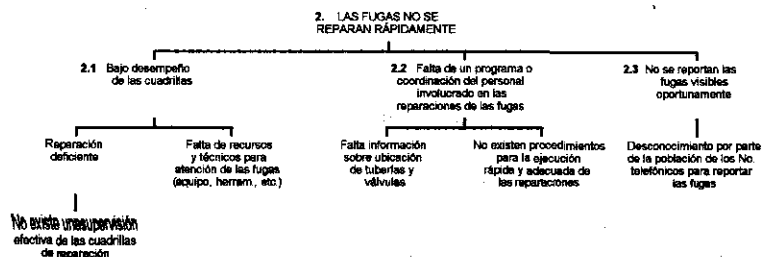 2. LAS FUGAS NO SE
REPARAN RÁPIDAMENTE
2.1 Bajo desempeño
de las cuadrillas
2.2 Falta de un programa o
coordinación del personal
involucrado en las
reparaciones de las fugas
2.3 No se reportan las
fugas visibles
oportunamente
Reparación
deficiente
Falta de recursos
y técnicos para
atención de las fugas
(equipo, herram., etc.)
Falta información
sobre ubicación
de tuberías y
válvulas
No existen procedimientos
para la ejecución
rápida y adecuada de
las reparaciones
Desconocimiento por parte
de la población de los No.
telefónicos para reportar
las fugas
No existe una supervisión
efectiva de las cuadrillas
de reparación